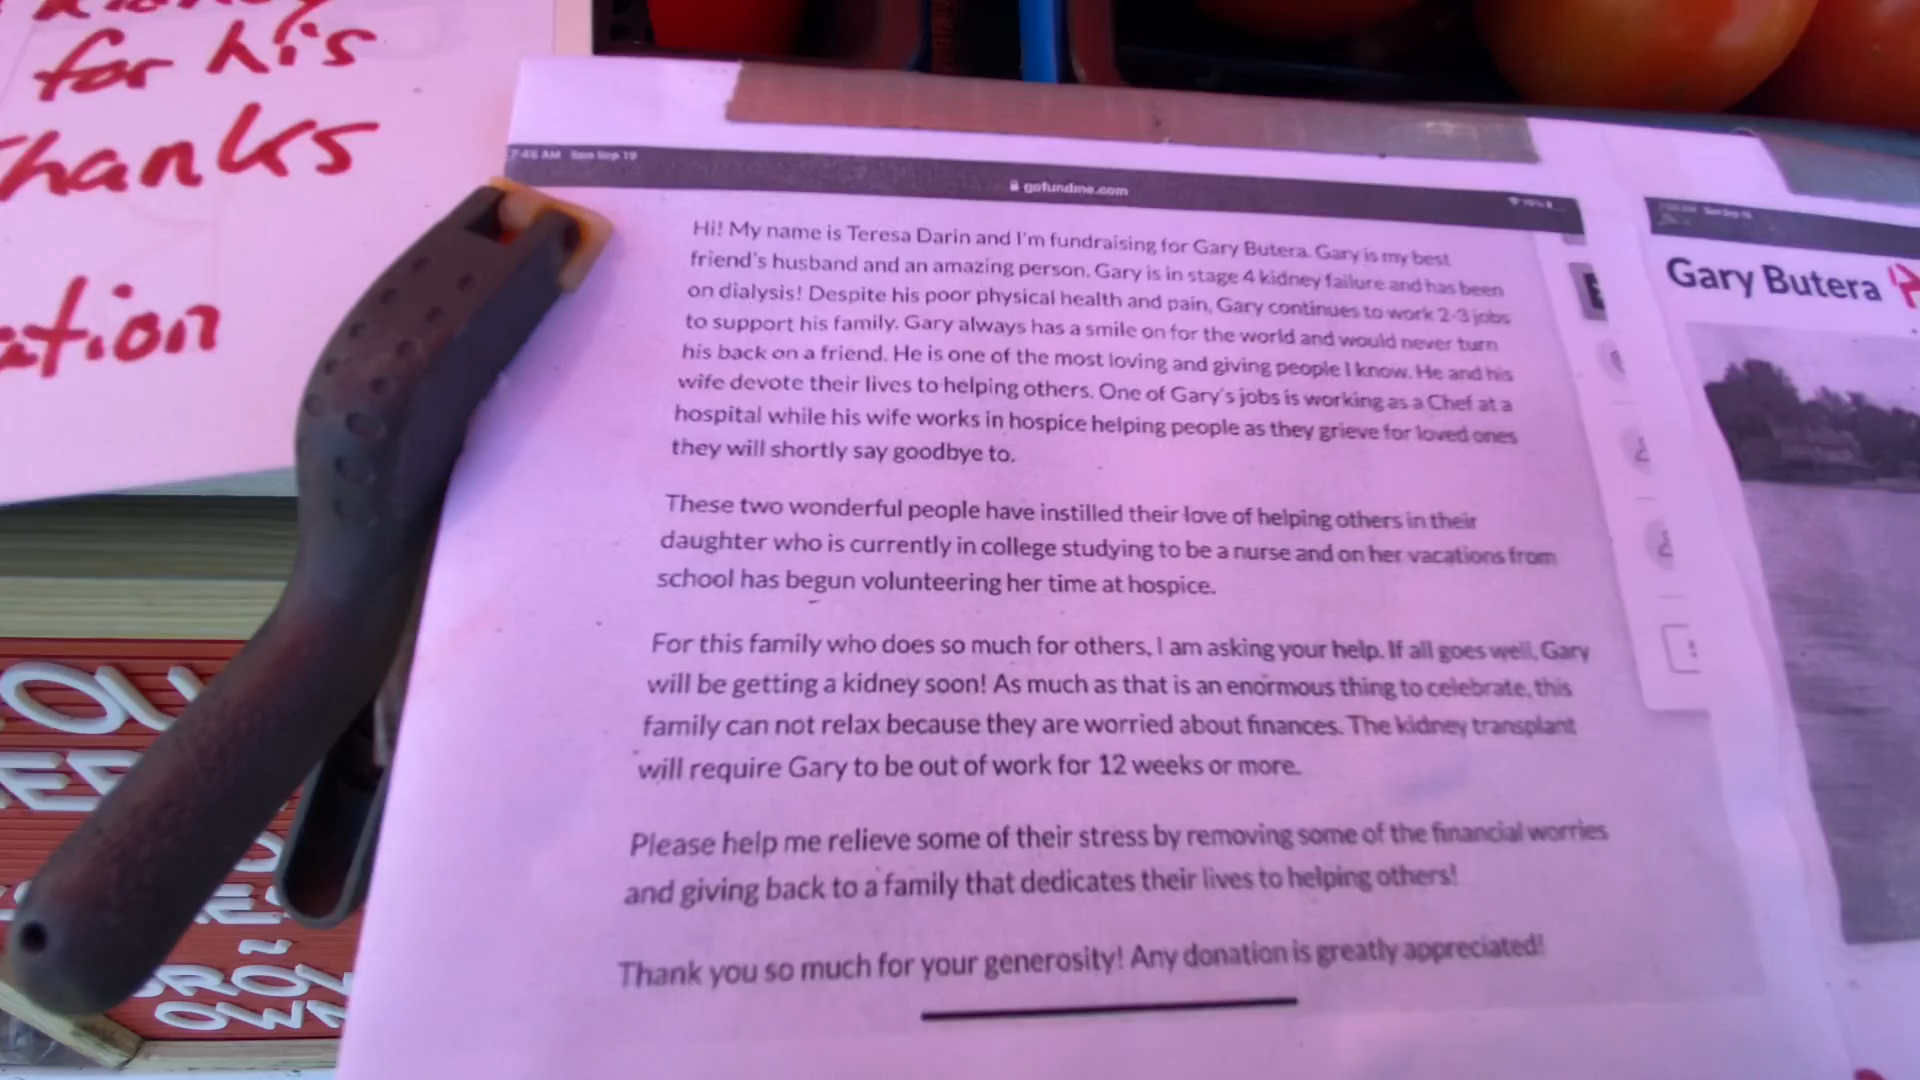 for his
Thanks
ation
7:48 AM Sun Sep 19
gofundme.com
Hi! My name is Teresa Darin and I'm fundraising for Gary Butera. Gary is my best
friend's husband and an amazing person. Gary is in stage 4 kidney failure and has been
on dialysis! Despite his poor physical health and pain, Gary continues to work 2-3 jobs
to support his family. Gary always has a smile on for the world and would never turn
his back on a friend. He is one of the most loving and giving people I know. He and his
wife devote their lives to helping others. One of Gary's jobs is working as a Chef at a
hospital while his wife works in hospice helping people as they grieve for loved ones
they will shortly say goodbye to.
These two wonderful people have instilled their love of helping others in their
daughter who is currently in college studying to be a nurse and on her vacations from
school has begun volunteering her time at hospice.
For this family who does so much for others, I am asking your help. If all goes well, Gary
will be getting a kidney soon! As much as that is an enormous thing to celebrate, this
family can not relax because they are worried about finances. The kidney transplant
will require Gary to be out of work for 12 weeks or more.
Please help me relieve some of their stress by removing some of the financial worries
and giving back to a family that dedicates their lives to helping others!
Thank you so much for your generosity! Any donation is greatly appreciated!
Gary Butera